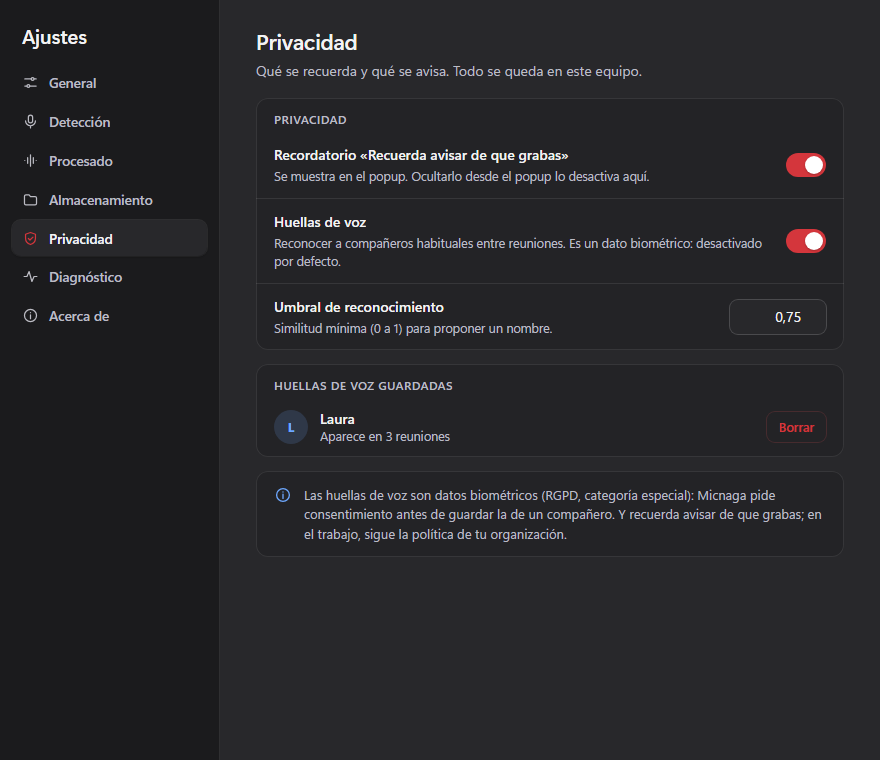 Ajustes
General
Detección
Procesado
Almacenamiento
Privacidad
Diagnóstico
Acerca de
Privacidad
Qué se recuerda y qué se avisa. Todo se queda en este equipo.
PRIVACIDAD
Recordatorio «Recuerda avisar de que grabas»
Se muestra en el popup. Ocultarlo desde el popup lo desactiva aquí.
Huellas de voz
Reconocer a compañeros habituales entre reuniones. Es un dato biométrico: desactivado
por defecto.
Umbral de reconocimiento
Similitud mínima (0 a 1) para proponer un nombre.
0,75
HUELLAS DE VOZ GUARDADAS
L
Laura
Aparece en 3 reuniones
Borrar
Las huellas de voz son datos biométricos (RGPD, categoría especial): Micnaga pide
consentimiento antes de guardar la de un compañero. Y recuerda avisar de que grabas; en
el trabajo, sigue la política de tu organización.